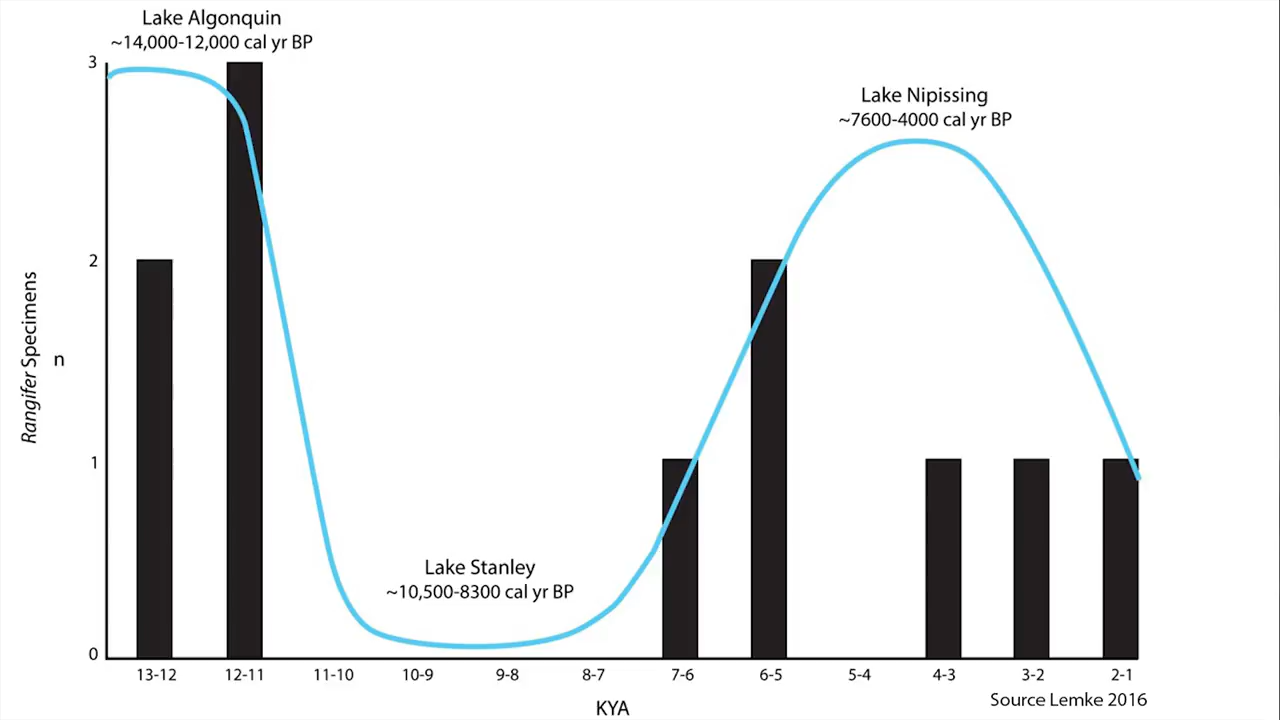 Lake Algonquin
~14,000-12,000 cal yr BP
3
Lake Nipissing
~7600-4000 cal yr BP
2
Rangifer Specimens
n
1
Lake Stanley
~10,500-8300 cal yr BP
0
13-12 12-11 11-10 10-9 9-8 8-7 7-6 6-5 5-4 4-3 3-2 2-1
KYA
Source Lemke 2016